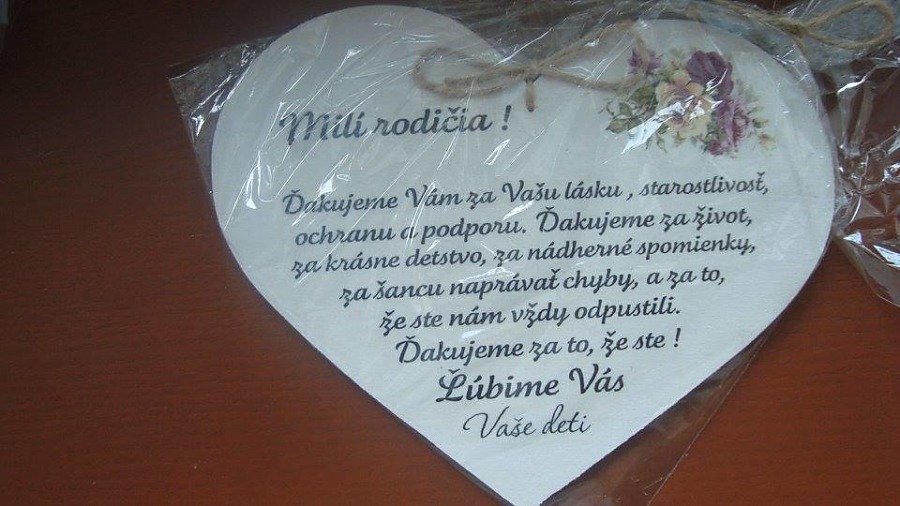 Milí rodičia !
Ďakujeme Vám za Vašu lásku , starostlivosť,
ochranu a podporu. Ďakujeme za život,
za krásne detstvo, za nádherné spomienky,
za šancu naprávať chyby, a za to,
že ste nám vždy odpustili.
Ďakujeme za to, že ste !
Ľúbime Vás
Vaše deti